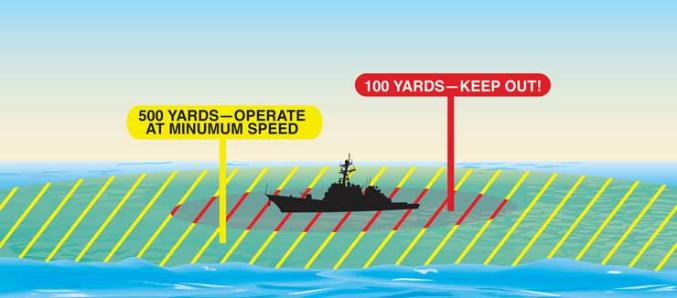 500 YARDS—OPERATE
AT MINUMUM SPEED
100 YARDS—KEEP OUT!